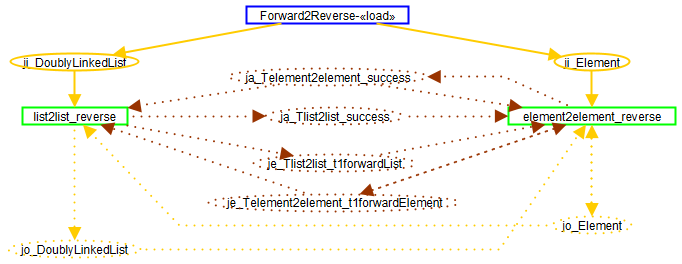 Forward2Reverse-«load»
ji_DoublyLinkedList
ji_Element
ja_Telement2element_success
list2list_reverse
ja_Tlist2list_success
element2element_reverse
je_Tlist2list_t1forwardList
je_Telement2element_t1forwardElement
jo_Element
jo_DoublyLinkedList